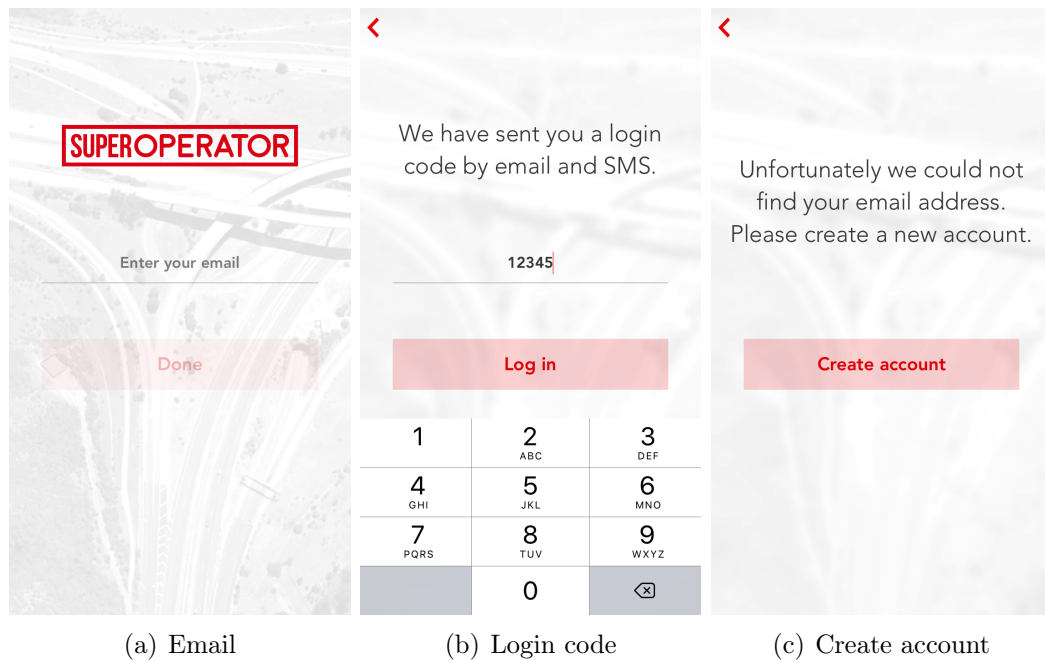 SUPEROPERATOR
Enter your email
Done
(a) Email
We have sent you a login
code by email and SMS.
12345
Log in
1
2
ABC
3
DEF
4
GHI
5
JKL
6
MNO
7
PQRS
8
TUV
9
WXYZ
0
(b) Login code
Unfortunately we could not
find your email address.
Please create a new account.
Create account
(c) Create account